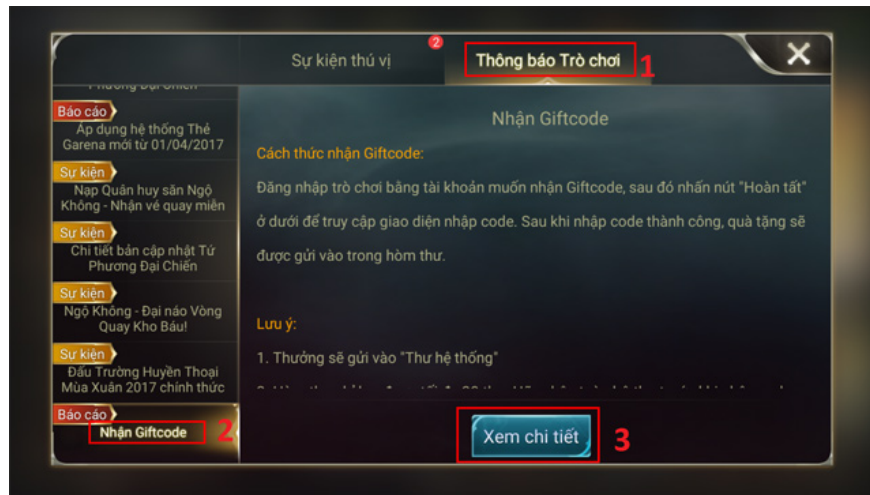 Sự kiện thú vị
2
Thông báo Trò chơi
1
Báo cáo
Áp dụng hệ thống Thẻ
Garena mới từ 01/04/2017
Sự kiện
Nạp Quân huy săn Ngộ
Không - Nhận vé quay miễn
Sự kiện
Chi tiết bản cập nhật Tứ
Phương Đại Chiến
Sự kiện
Ngộ Không - Đại náo Vòng
Quay Kho Báu!
Sự kiện
Đấu Trường Huyền Thoại
Mùa Xuân 2017 chính thức
Báo cáo
Nhận Giftcode
2
Nhận Giftcode
Cách thức nhận Giftcode:
Đăng nhập trò chơi bằng tài khoản muốn nhận Giftcode, sau đó nhấn nút "Hoàn tất"
ở dưới để truy cập giao diện nhập code. Sau khi nhập code thành công, quà tặng sẽ
được gửi vào trong hòm thư.
Lưu ý:
1. Thưởng sẽ gửi vào "Thư hệ thống"
Xem chi tiết
3